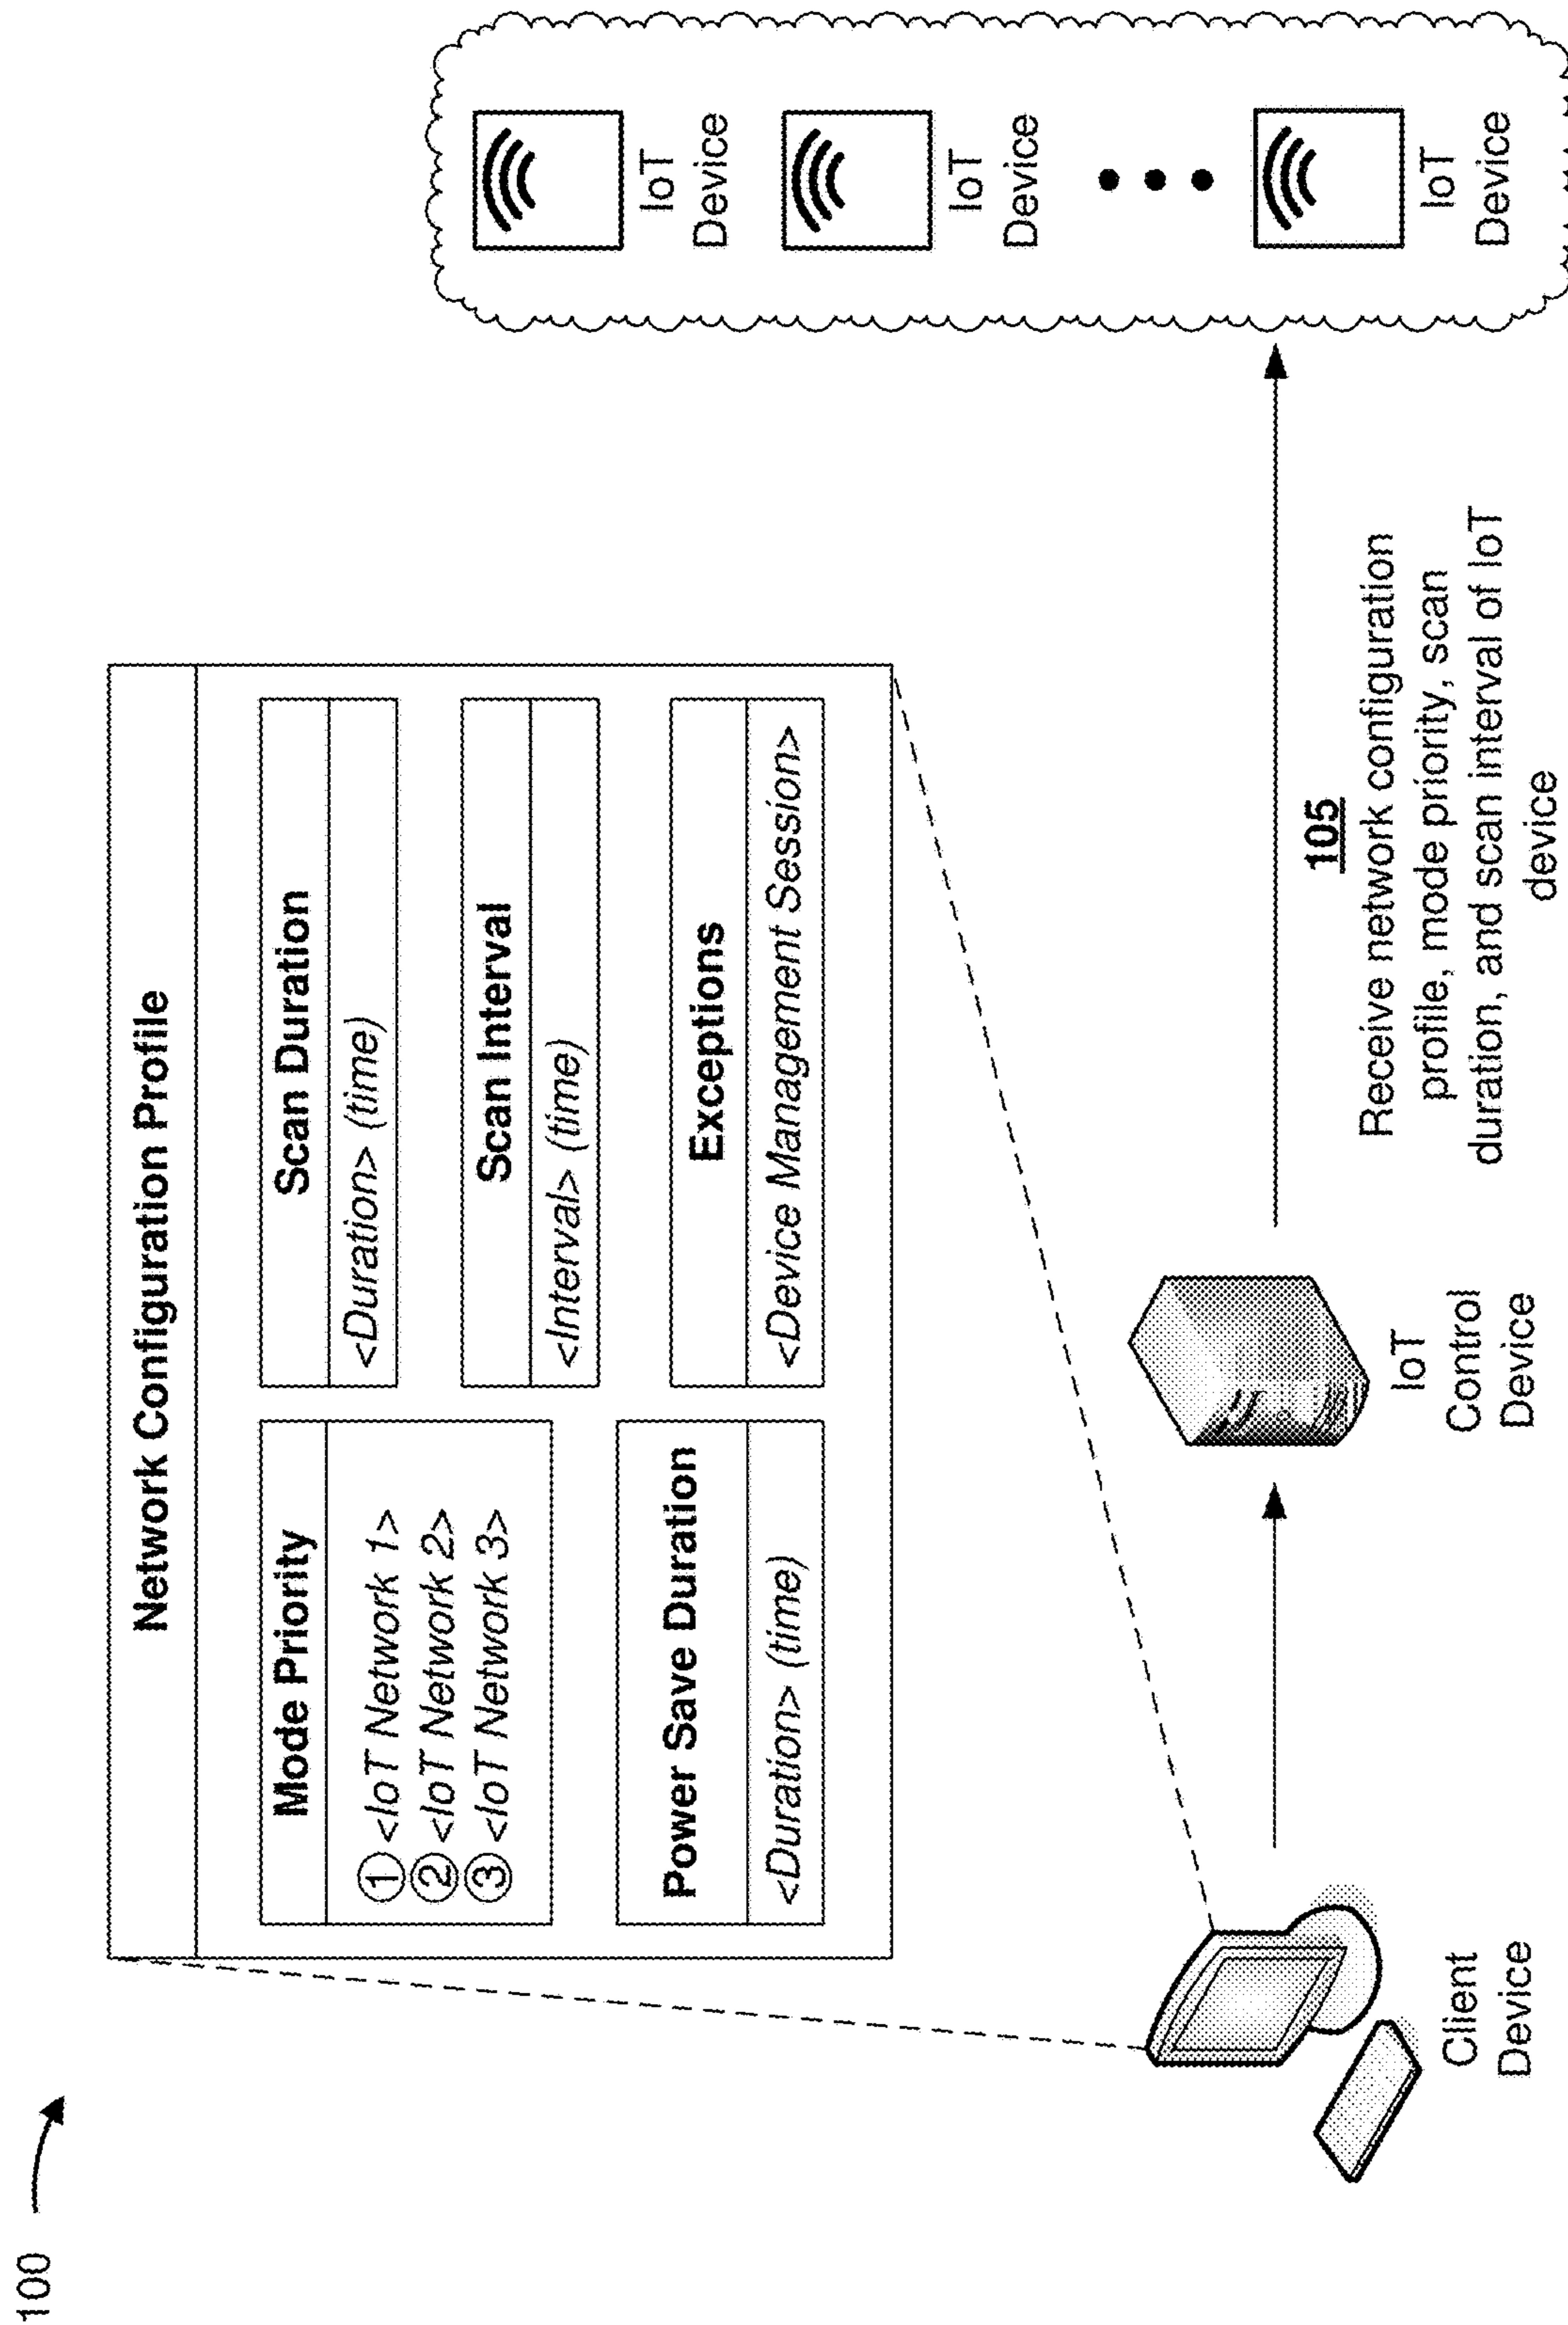 100
Network Configuration Profile
Mode Priority
1 <IoT Network 1>
2 <IoT Network 2>
3 <IoT Network 3>
Scan Duration
<Duration> (time)
Scan Interval
<Interval> (time)
Power Save Duration
<Duration> (time)
Exceptions
<Device Management Session>
Client
Device
IoT
Control
Device
105
Receive network configuration
profile, mode priority, scan
duration, and scan interval of IoT
device
IoT
Device
IoT
Device
IoT
Device